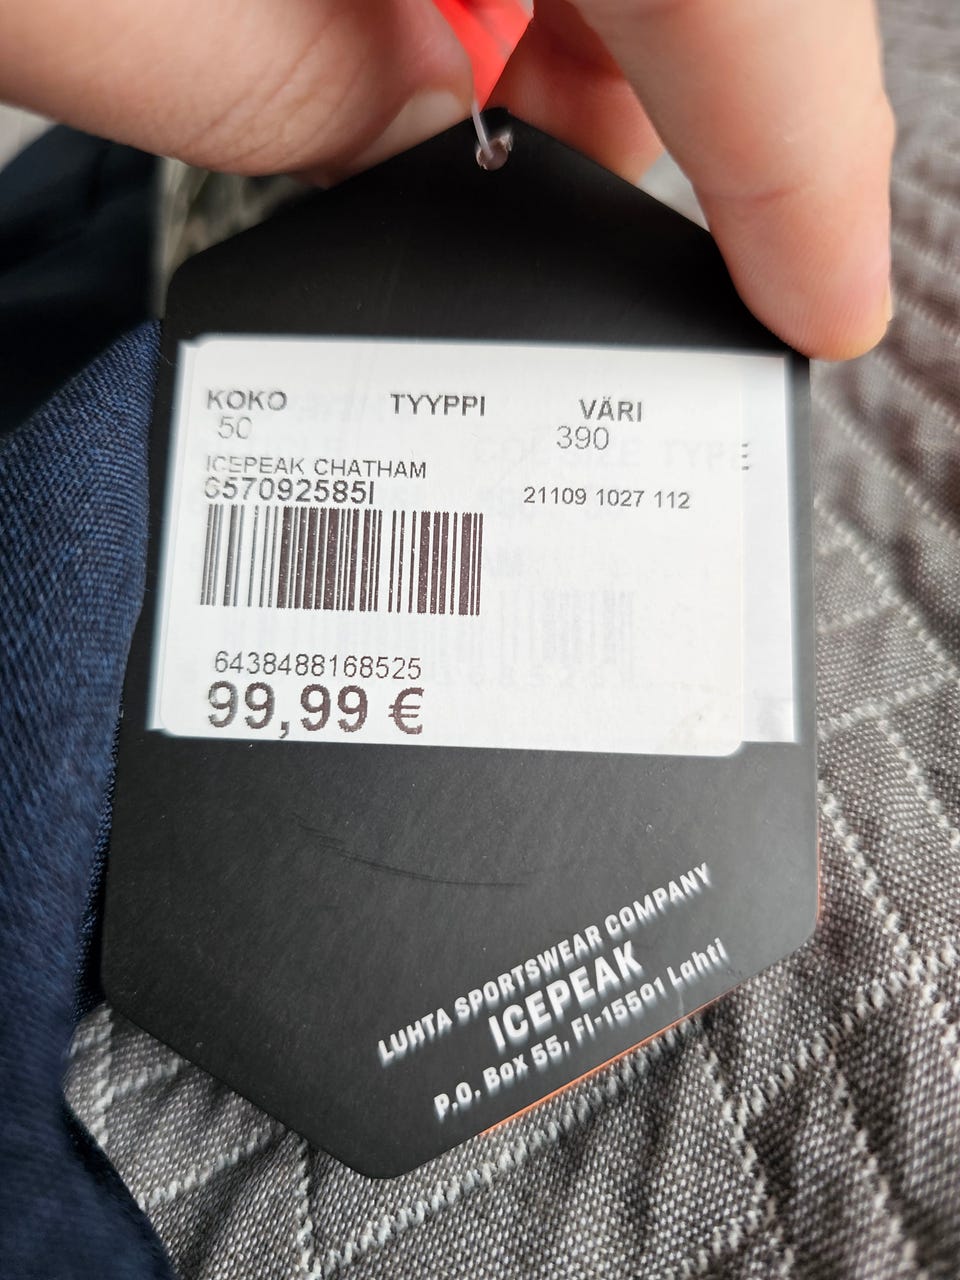 KOKO TYYPPI VÄRI
50 390
ICEPEAK CHATHAM
657092585I 21109 1027 112
6438488168525
99,99 €
LUHTA SPORTSWEAR COMPANY
ICEPEAK
P.O. Box 55, FI-15501 Lahti